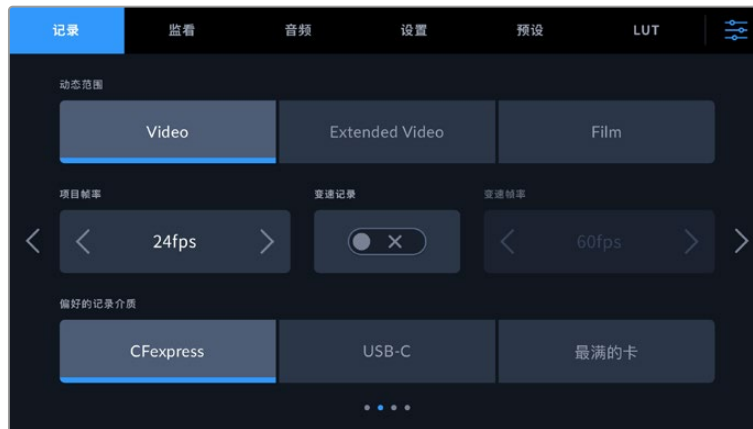 记录 监看 音频 设置 预设 LUT
动态范围
Video Extended Video Film
项目帧率 变速记录 变速帧率
24fps 60fps
偏好的记录介质
CFexpress USB-C 最满的卡